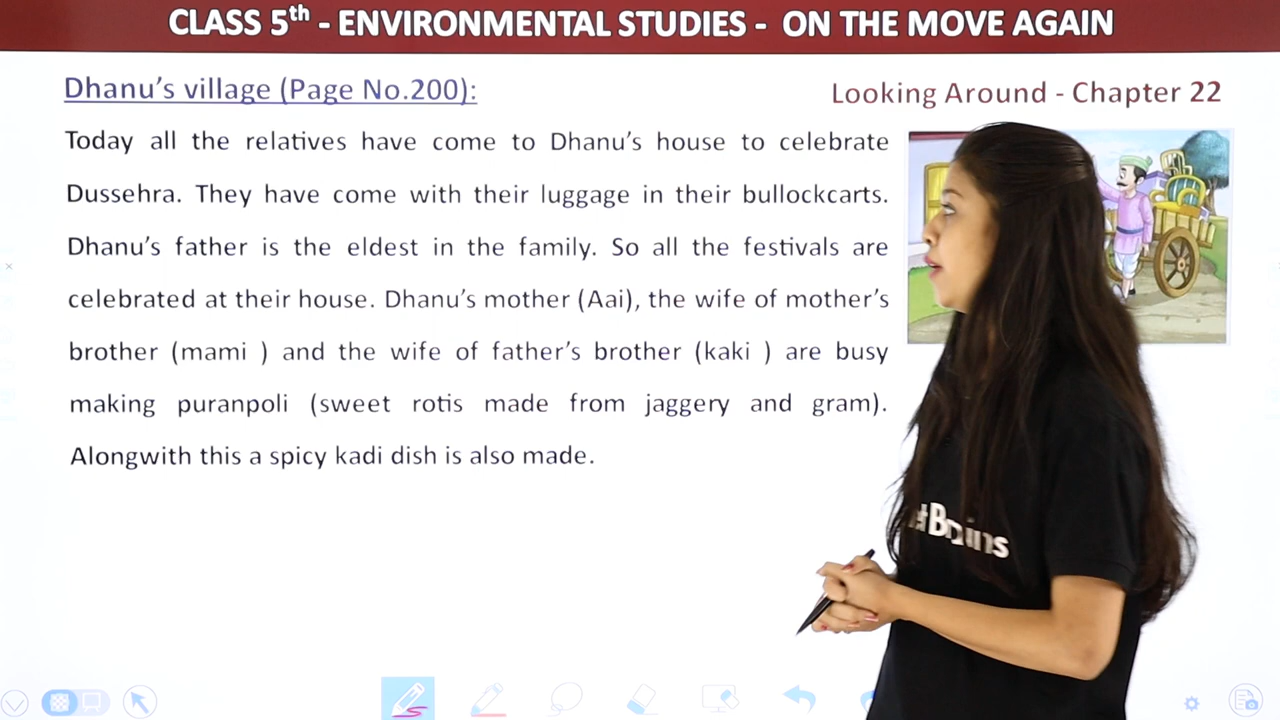 CLASS 5th - ENVIRONMENTAL STUDIES - ON THE MOVE AGAIN
Dhanu's village (Page No.200):
Looking Around - Chapter 22
Today all the relatives have come to Dhanu's house to celebrate
Dussehra. They have come with their luggage in their bullockcarts.
Dhanu's father is the eldest in the family. So all the festivals are
celebrated at their house. Dhanu's mother (Aai), the wife of mother's
brother (mami ) and the wife of father's brother (kaki ) are busy
making puranpoli (sweet rotis made from jaggery and gram).
Alongwith this a spicy kadi dish is also made.
Brains